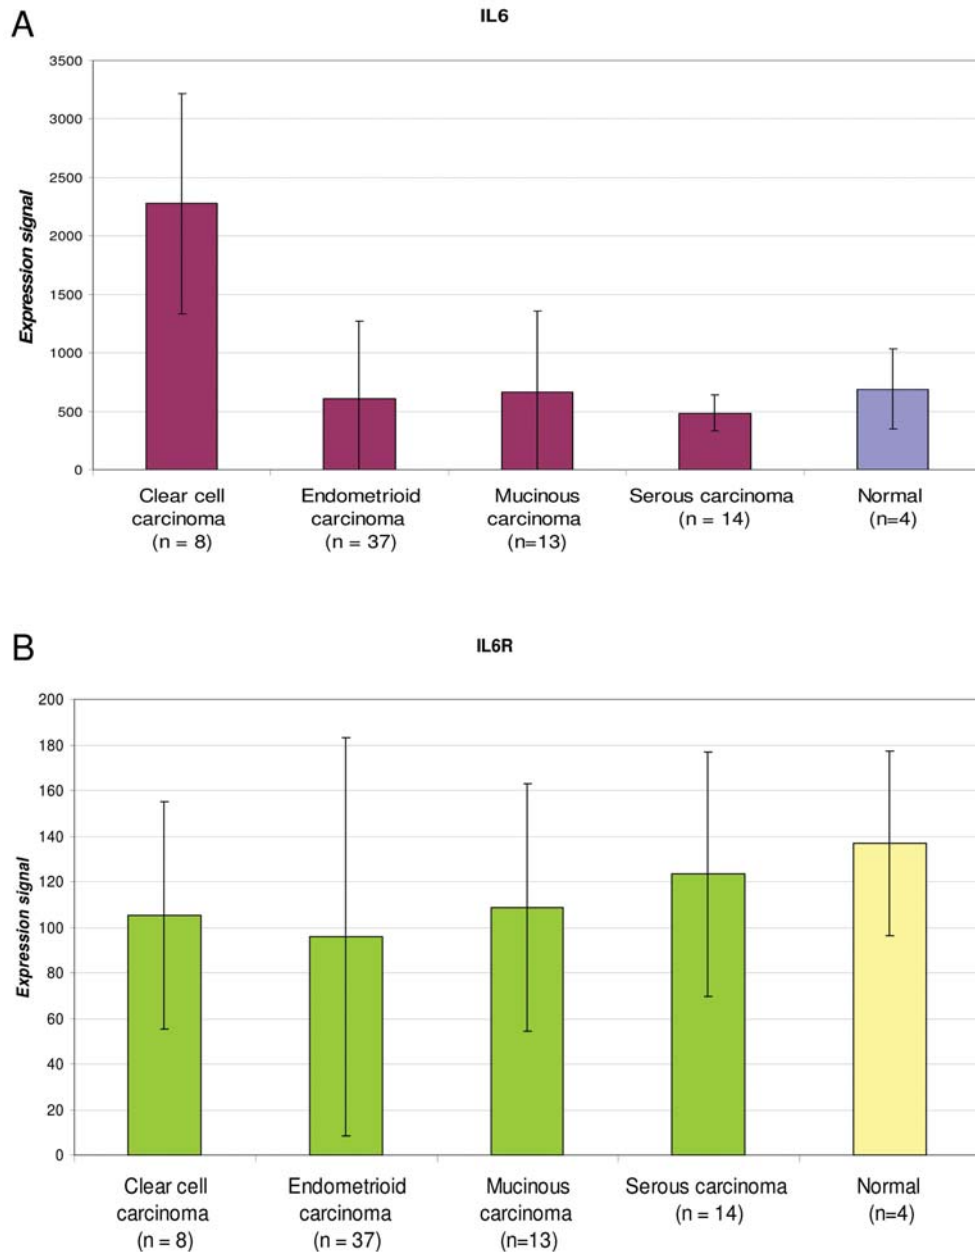 A
IL6
3500
3000
2500
2000
1500
1000
500
0
Expression signal
Clear cell
carcinoma
(n = 8)
Endometrioid
carcinoma
(n = 37)
Mucinous
carcinoma
(n=13)
Serous carcinoma
(n = 14)
Normal
(n=4)
B
IL6R
200
180
160
140
120
100
80
60
40
20
0
Expression signal
Clear cell
carcinoma
(n = 8)
Endometrioid
carcinoma
(n = 37)
Mucinous
carcinoma
(n=13)
Serous carcinoma
(n = 14)
Normal
(n=4)